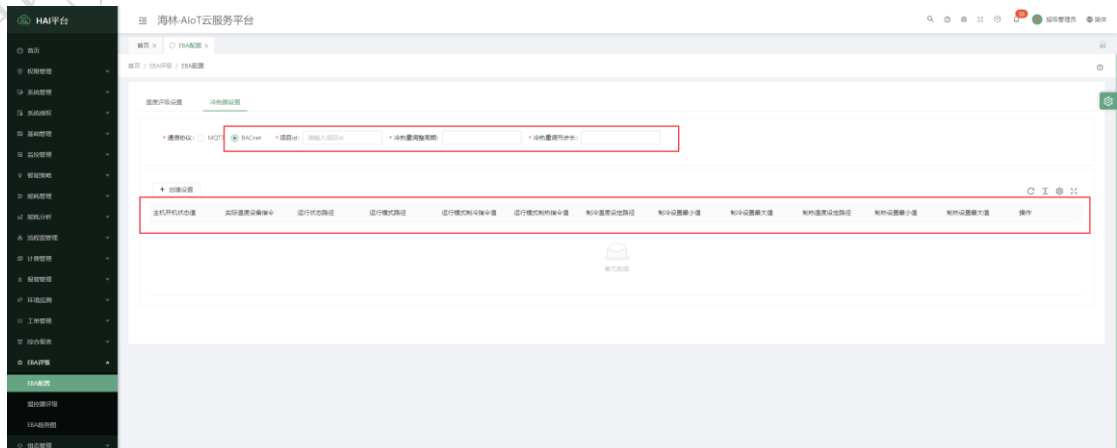 HAI平台
海林·AIoT云服务平台
超级管理员
简体
首页
EBA配置
首页 / EBA评级 / EBA配置
首页
权限管理
系统管理
系统授权
基础管理
监控管理
智能策略
能耗管理
能耗分析
流程图管理
计费管理
报警管理
环境监测
工单管理
综合报表
EBA评级
EBA配置
温控器评级
EBA趋势图
组态管理
温度评级设置
冷热源设置
* 通信协议: MQTT BACnet * 项目id: 请输入项目id * 冷热量调整周期: * 冷热量调节步长:
+ 创建设置
主机开机状态值 实际温度设备指令 运行状态路径 运行模式路径 运行模式制冷指令值 运行模式制热指令值 制冷温度设定路径 制冷设置最小值 制冷设置最大值 制热温度设定路径 制热设置最小值 制热设置最大值 操作
暂无数据